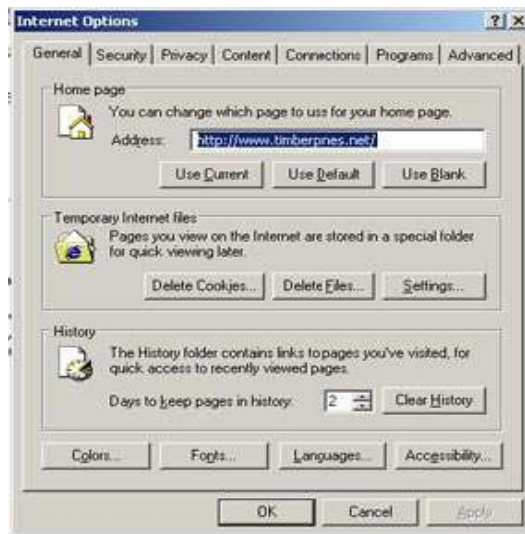 Internet Options
General Security Privacy Content Connections Programs Advanced
Home page
You can change which page to use for your home page.
Address: http://www.timberpnes.net/
Use Current Use Default Use Blank
Temporary Internet files
Pages you view on the Internet are stored in a special folder
for quick viewing later.
Delete Cookies... Delete Files... Settings...
History
The History folder contains links to pages you've visited, for
quick access to recently viewed pages.
Days to keep pages in history: 2 Clear History
Colors... Fonts... Languages... Accessibility...
OK Cancel Apply